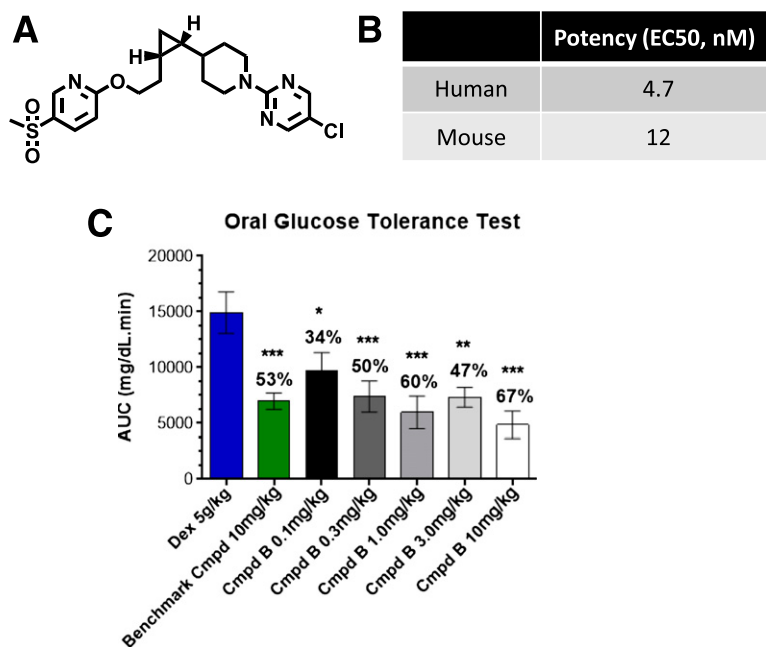 A
H
H
N
O
N
N
N
Cl
O
S
O
B
Potency (EC50, nM)
Human 4.7
Mouse 12
C
Oral Glucose Tolerance Test
AUC (mg/dL.min)
20000
15000
10000
5000
0
***
53%
*
34%
***
50%
***
60%
**
47%
***
67%
Dex 5g/kg
Benchmark Cmpd 10mg/kg
Cmpd B 0.1mg/kg
Cmpd B 0.3mg/kg
Cmpd B 1.0mg/kg
Cmpd B 3.0mg/kg
Cmpd B 10mg/kg